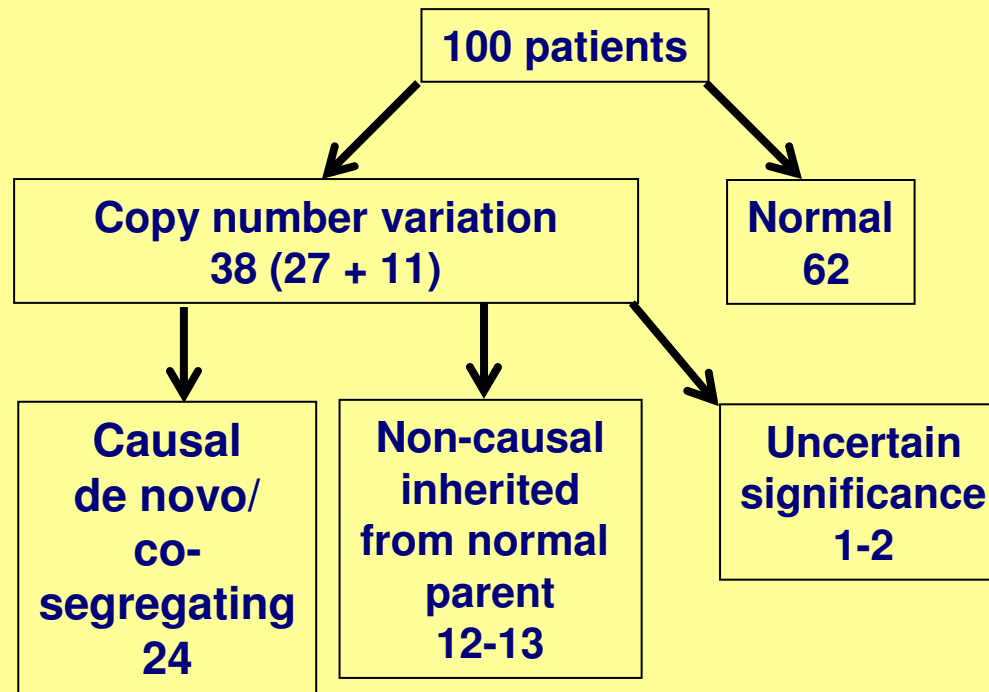 100 patients
Copy number variation
38 (27 + 11)
Normal
62
Causal
de novo/
co-
segregating
24
Non-causal
inherited
from normal
parent
12-13
Uncertain
significance
1-2